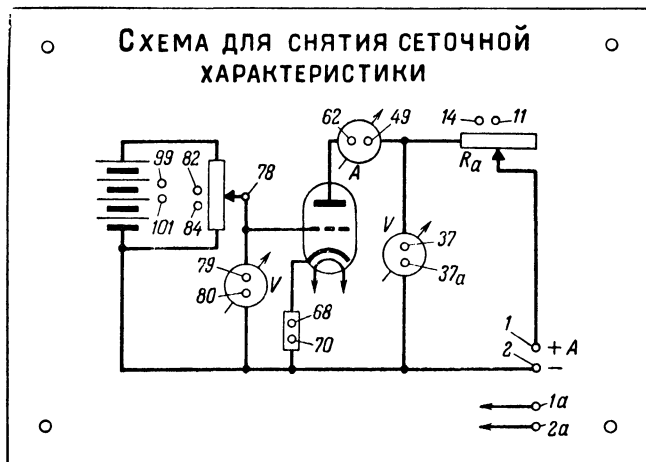 СХЕМА ДЛЯ СНЯТИЯ СЕТОЧНОЙ
ХАРАКТЕРИСТИКИ
62 49
14 11
A
Ra
99 82 78
101 84
V 37
37а
79
80 V
68
70
1 + A
2 –
1а
2а